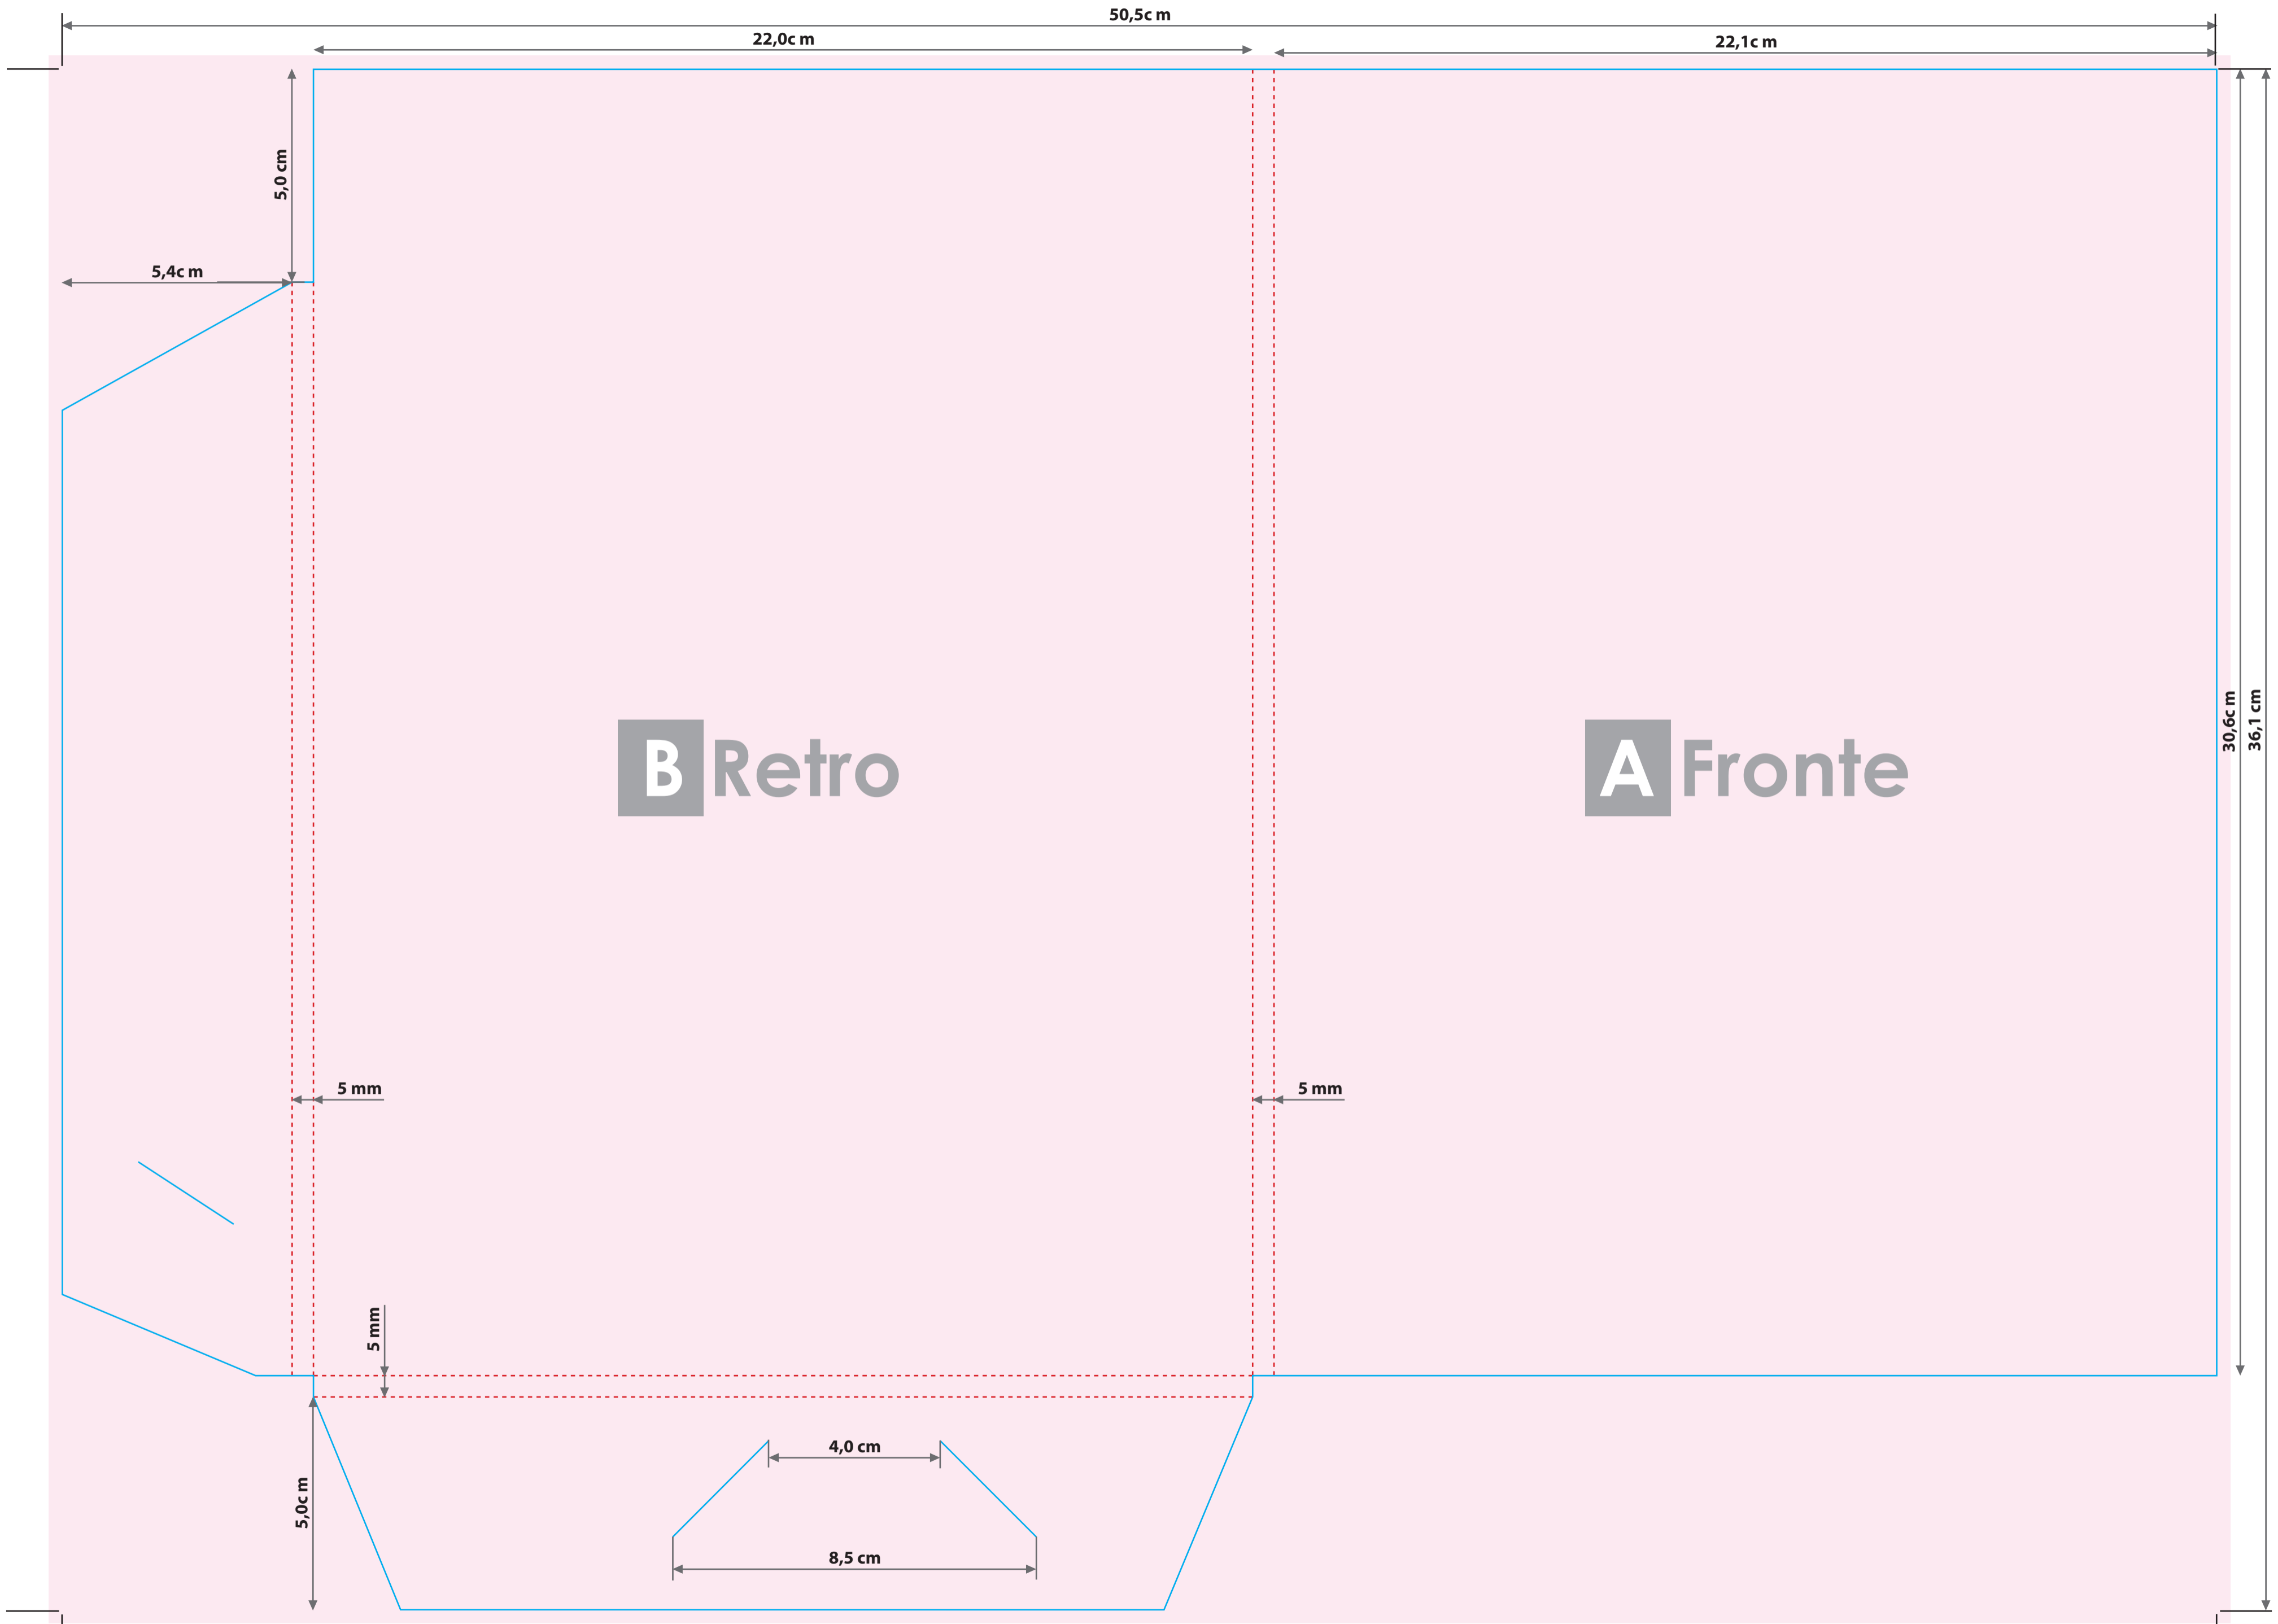 50,5c m
22,0c m
22,1c m
5,0 cm
5,4c m
B Retro
A Fronte
30,6c m
36,1 cm
5 mm
5 mm
5 mm
4,0 cm
5,0c m
8,5 cm